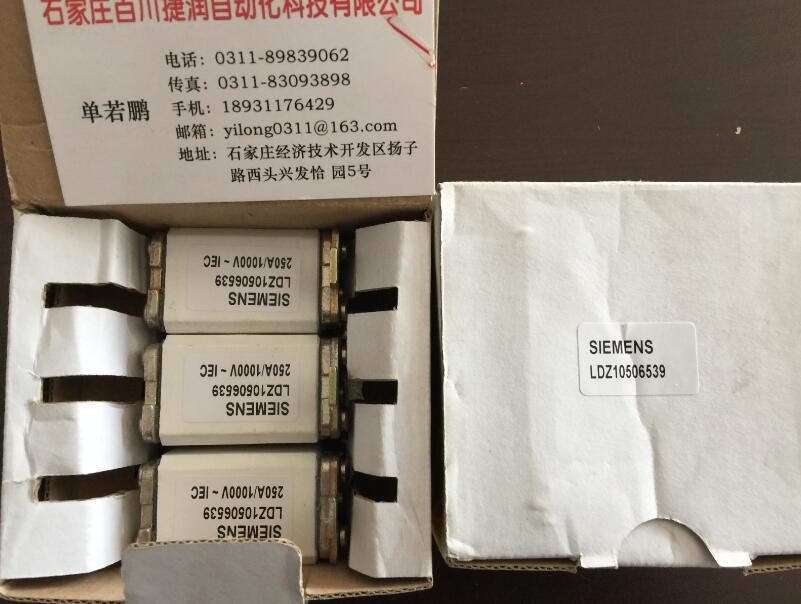 石家庄百川捷润自动化科技有限公司
电话：0311-89839062
传真：0311-83093898
单若鹏 手机：18931176429
邮箱：yilong0311@163.com
地址：石家庄经济技术开发区扬子
路西头兴发恰 园5号
SIEMENS
LDZ10506539
250A/1000V ~ IEC
SIEMENS
LDZ10506539
250A/1000V ~ IEC
SIEMENS
LDZ10506539
250A/1000V ~ IEC
SIEMENS
LDZ10506539